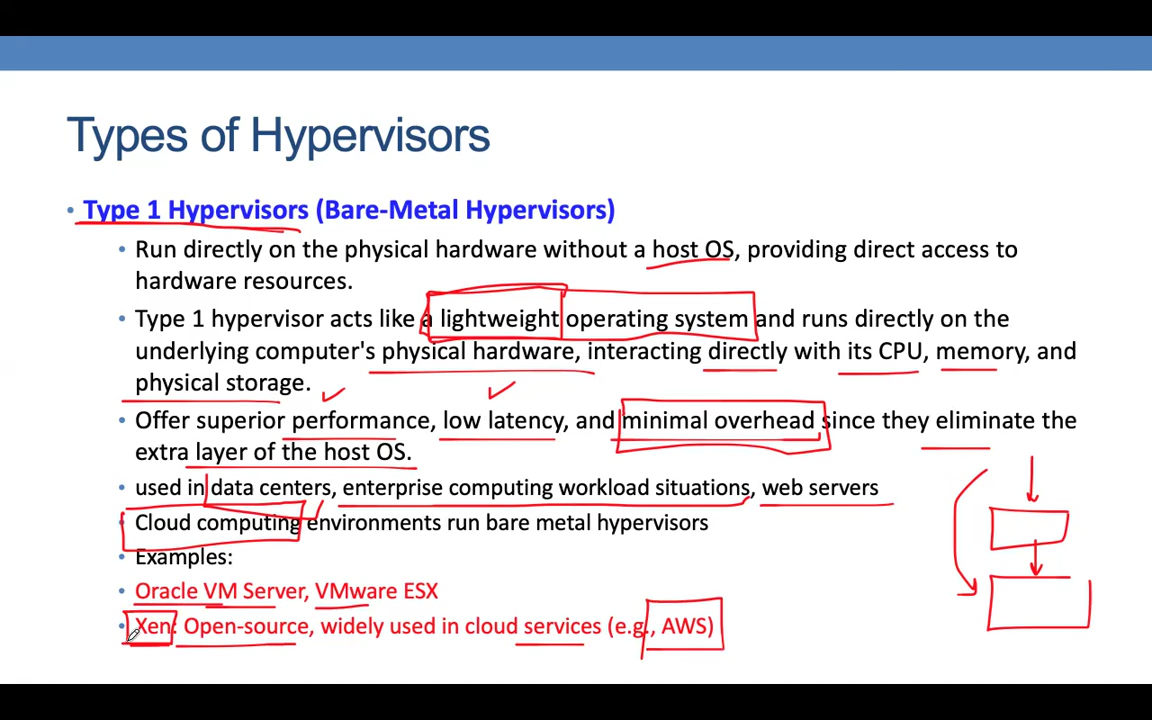 Types of Hypervisors
• Type 1 Hypervisors (Bare-Metal Hypervisors)
• Run directly on the physical hardware without a host OS, providing direct access to
hardware resources.
• Type 1 hypervisor acts like a lightweight operating system and runs directly on the
underlying computer's physical hardware, interacting directly with its CPU, memory, and
physical storage.
• Offer superior performance, low latency, and minimal overhead since they eliminate the
extra layer of the host OS.
• used in data centers, enterprise computing workload situations, web servers
• Cloud computing environments run bare metal hypervisors
• Examples:
• Oracle VM Server, VMware ESX
• Xen: Open-source, widely used in cloud services (e.g., AWS)